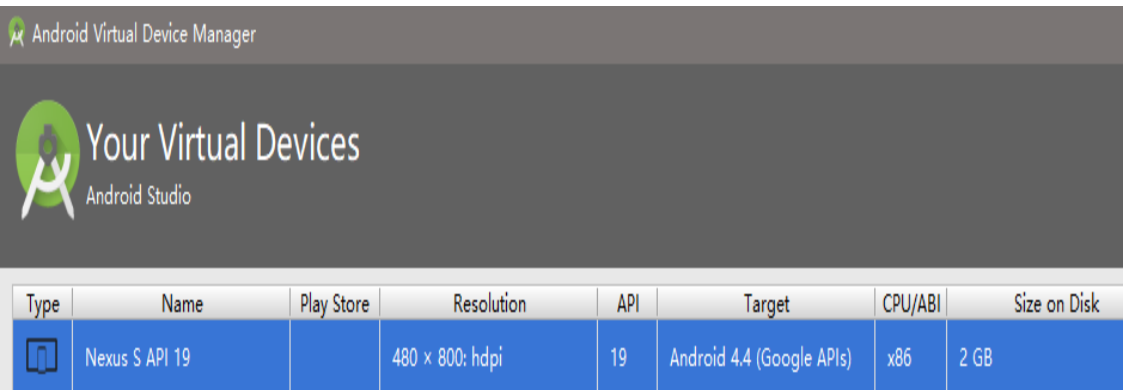 Android Virtual Device Manager
Your Virtual Devices
Android Studio
Type Name Play Store Resolution API Target CPU/ABI Size on Disk
Nexus S API 19 480 × 800: hdpi 19 Android 4.4 (Google APIs) x86 2 GB